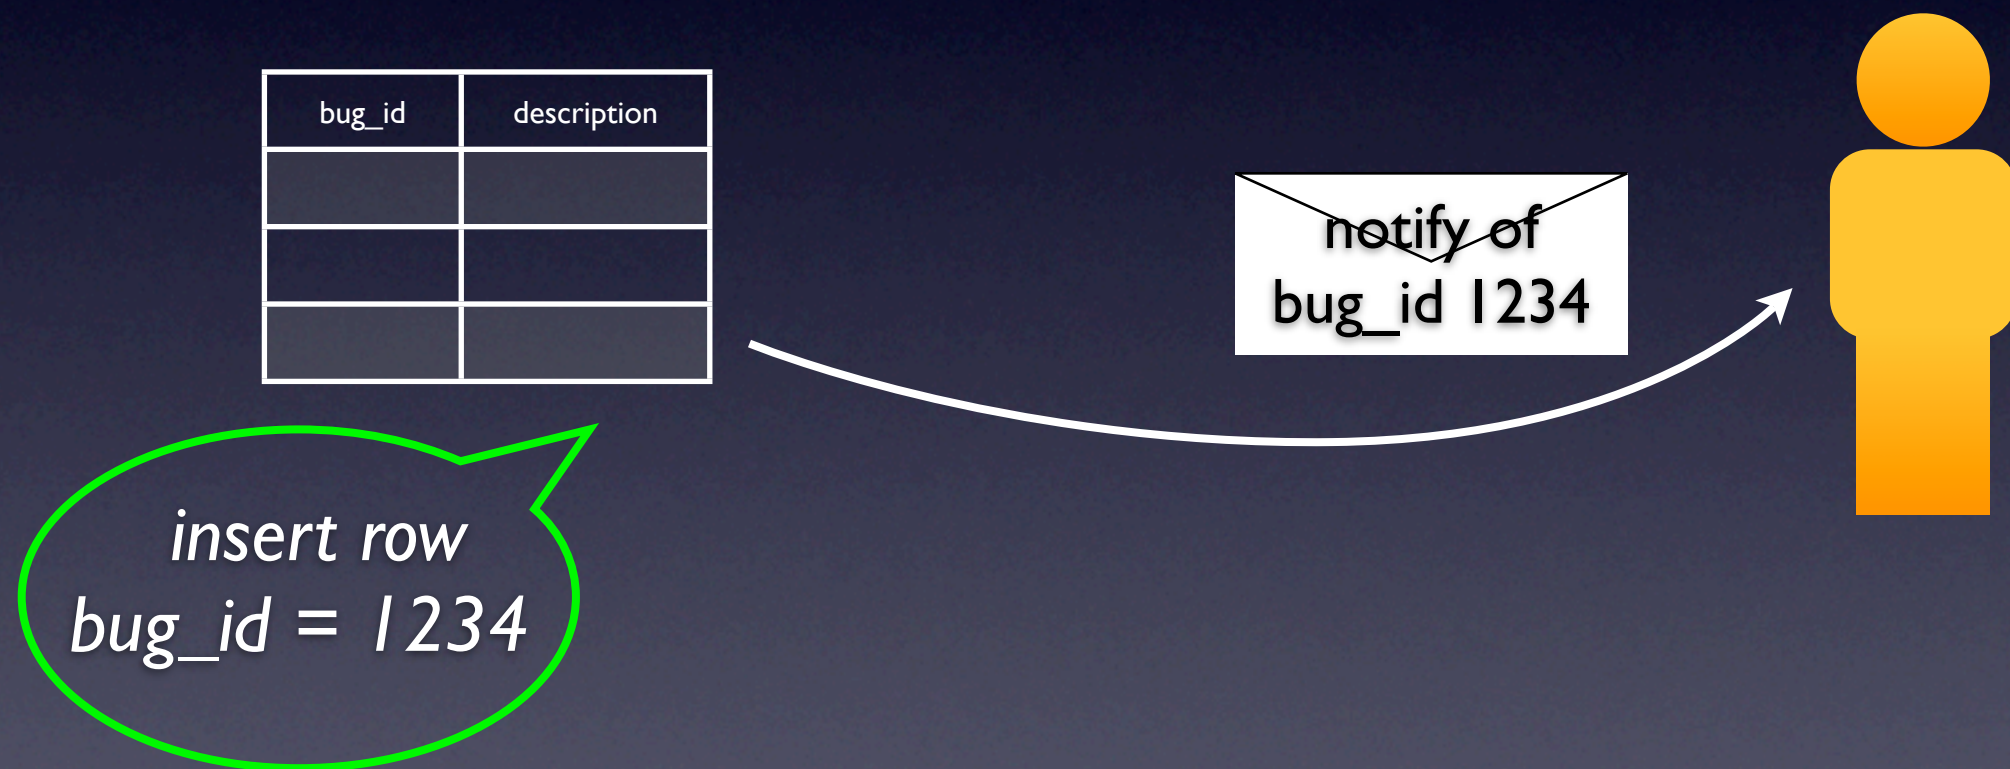 bug_id
description
notify of
bug_id 1234
insert row
bug_id = 1234